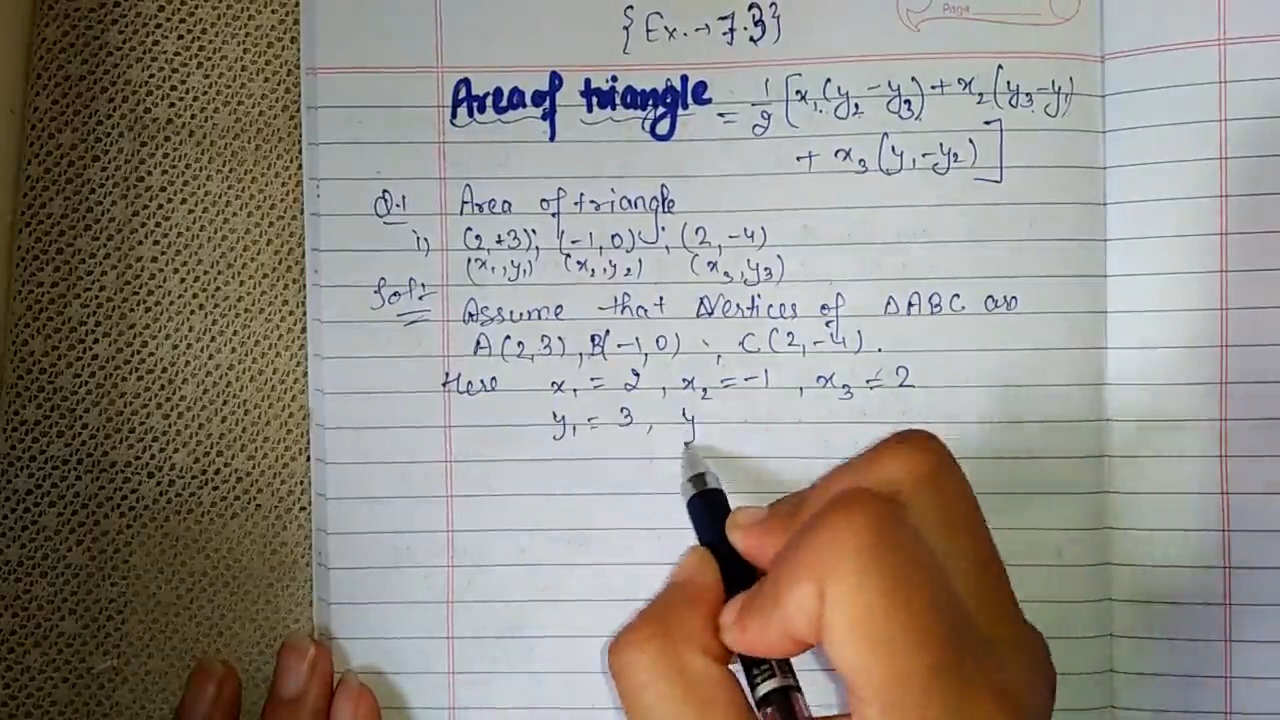 Page
{Ex.→7.3}
Area of triangle = 1/2 [x₁(y₂-y₃)+x₂(y₃-y₁)
+ x₃(y₁-y₂)]
Q.1 Area of triangle
i) (2,+3); (-1,0); (2,-4)
(x₁,y₁) (x₂,y₂) (x₃,y₃)
Sol:
Assume that Vertices of ΔABC are
A(2,3), B(-1,0), C(2,-4).
Here x₁=2, x₂=-1, x₃=2
y₁=3, y